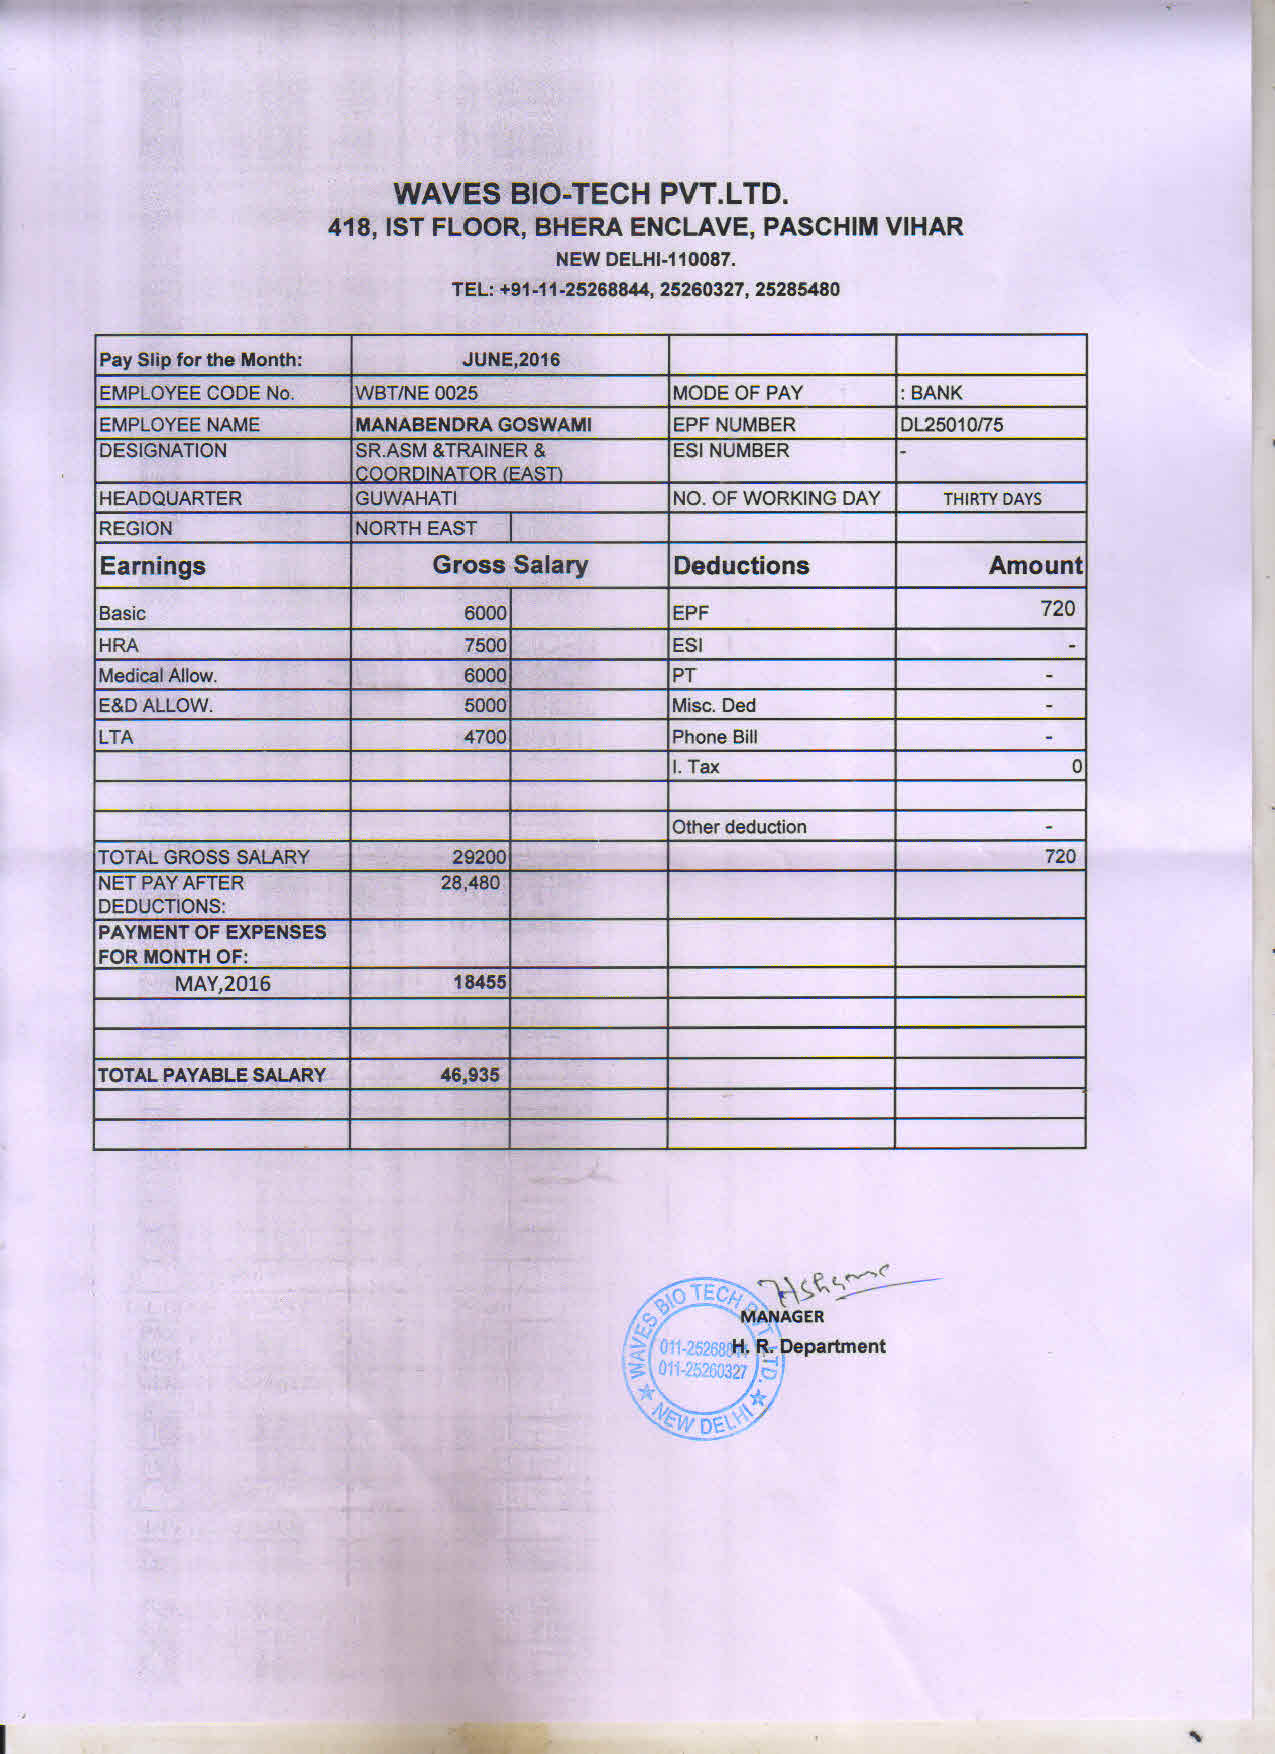 WAVES BIO-TECH PVT.LTD.
418, IST FLOOR, BHERA ENCLAVE, PASCHIM VIHAR
NEW DELHI-110087.
TEL: +91-11-25268844, 25260327, 25285480
Pay Slip for the Month: JUNE,2016
EMPLOYEE CODE No. WBT/NE 0025 MODE OF PAY : BANK
EMPLOYEE NAME MANABENDRA GOSWAMI EPF NUMBER DL25010/75
DESIGNATION SR.ASM &TRAINER & ESI NUMBER -
COORDINATOR (EAST)
HEADQUARTER GUWAHATI NO. OF WORKING DAY THIRTY DAYS
REGION NORTH EAST
Earnings Gross Salary Deductions Amount
Basic 6000 EPF 720
HRA 7500 ESI -
Medical Allow. 6000 PT -
E&D ALLOW. 5000 Misc. Ded -
LTA 4700 Phone Bill -
I. Tax 0
Other deduction -
TOTAL GROSS SALARY 29200 720
NET PAY AFTER 28,480
DEDUCTIONS:
PAYMENT OF EXPENSES
FOR MONTH OF:
MAY,2016 18455
TOTAL PAYABLE SALARY 46,935
MANAGER
H. R. Department
WAVES BIO TECH PVT. LTD.
011-25268844
011-25260327
NEW DELHI